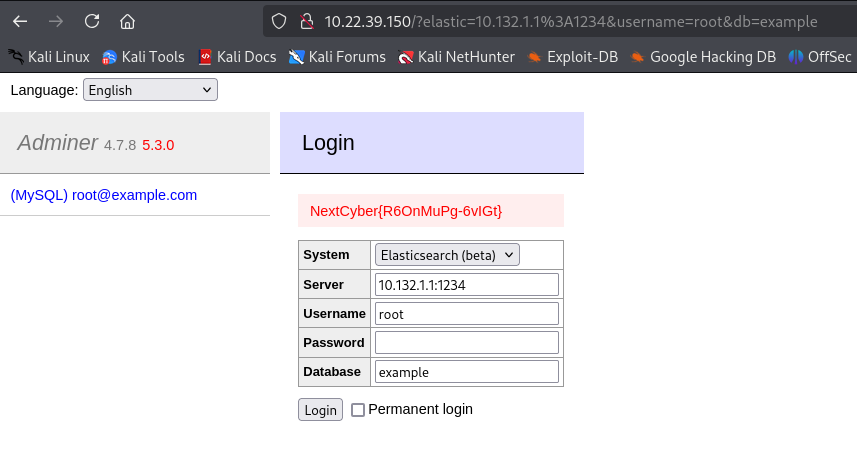 10.22.39.150/?elastic=10.132.1.1%3A1234&username=root&db=example
Kali Linux Kali Tools Kali Docs Kali Forums Kali NetHunter Exploit-DB Google Hacking DB OffSec
Language: English
Adminer 4.7.8 5.3.0
(MySQL) root@example.com
Login
NextCyber{R6OnMuPg-6vIGt}
System Elasticsearch (beta)
Server 10.132.1.1:1234
Username root
Password
Database example
Login Permanent login